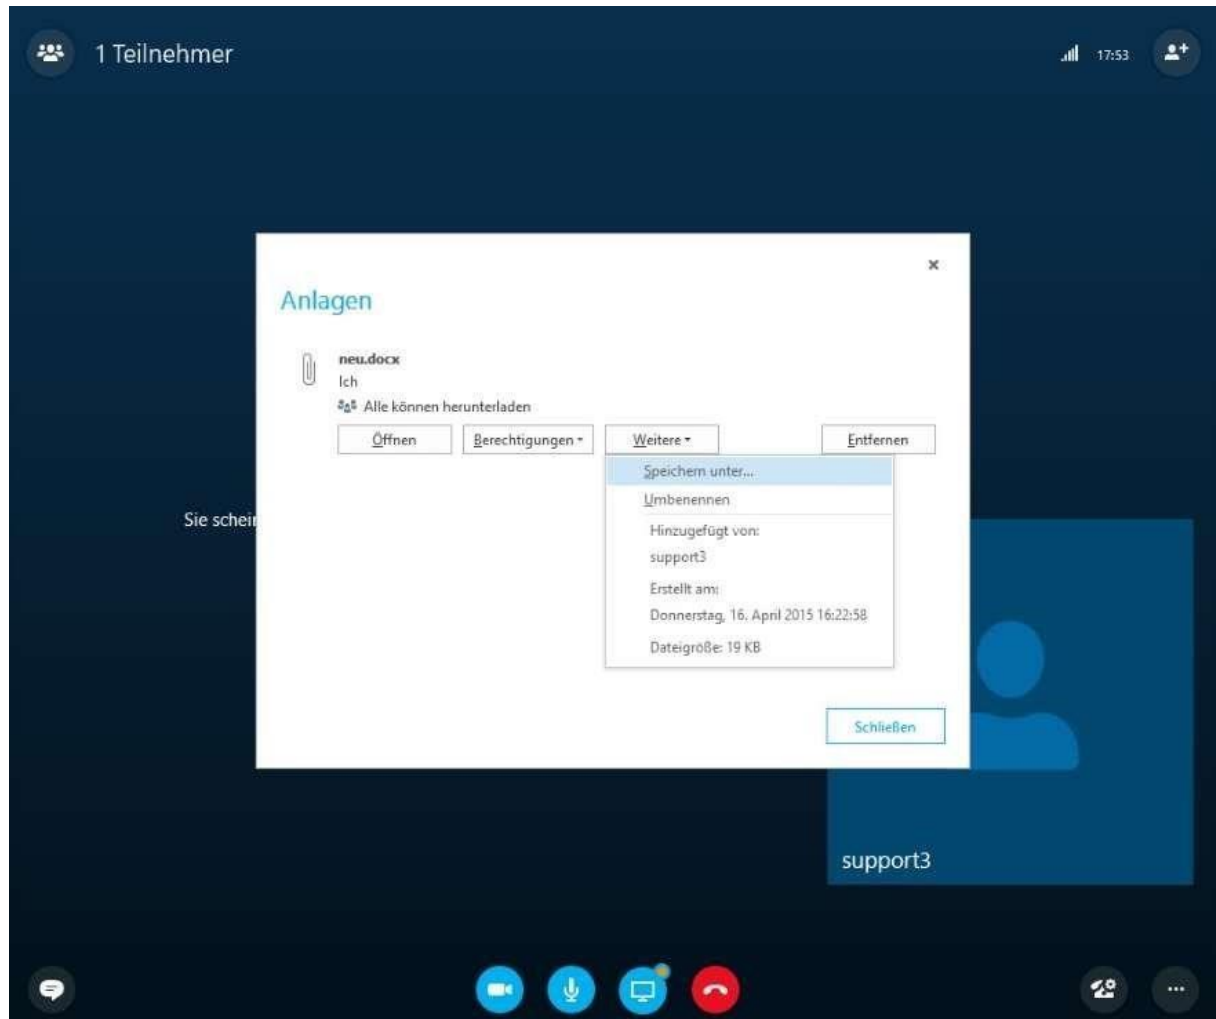 1 Teilnehmer
17:53
Anlagen
neu.docx
Ich
Alle können herunterladen
Öffnen
Berechtigungen
Weitere
Entfernen
Speichern unter...
Umbenennen
Hinzugefügt von:
support3
Erstellt am:
Donnerstag, 16. April 2015 16:22:58
Dateigröße: 19 KB
Sie
Schließen
support3